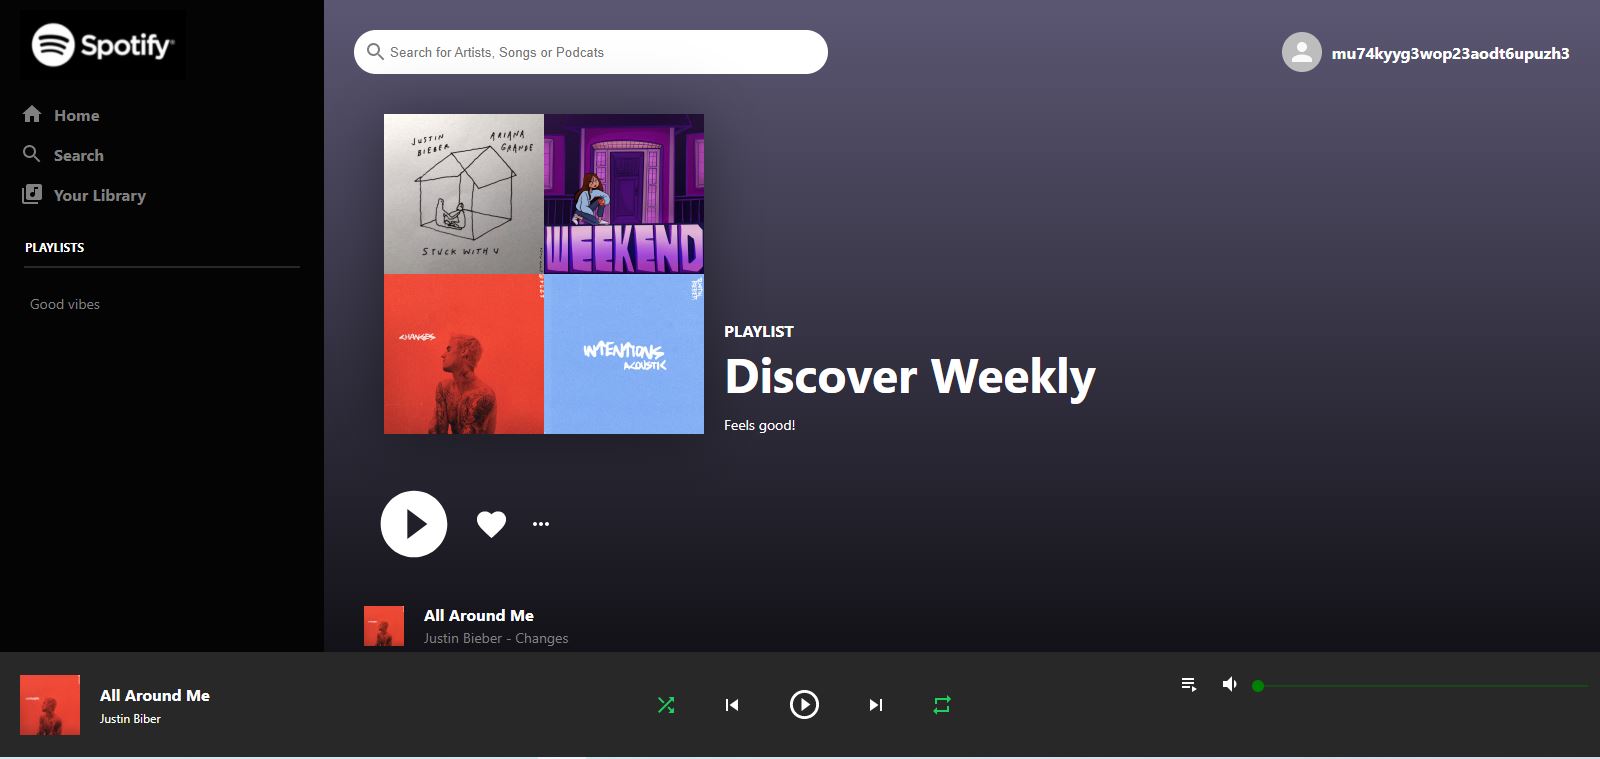 Spotify
Home
Search
Your Library
PLAYLISTS
Good vibes
Search for Artists, Songs or Podcats
mu74kyyg3wop23aodt6upuzh3
JUSTIN BIEBER
ARIANA GRANDE
STUCK WITH U
WEEKEND
CHANGES
INTENTIONS
ACOUSTIC
PLAYLIST
Discover Weekly
Feels good!
All Around Me
Justin Bieber - Changes
All Around Me
Justin Biber